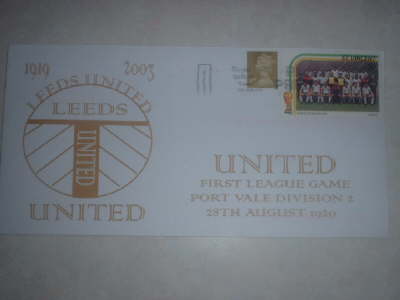 1919 2003
LEEDS UNITED
LEEDS
UNITED
UNITED
UNITED
FIRST LEAGUE GAME
PORT VALE DIVISION 2
28TH AUGUST 1920